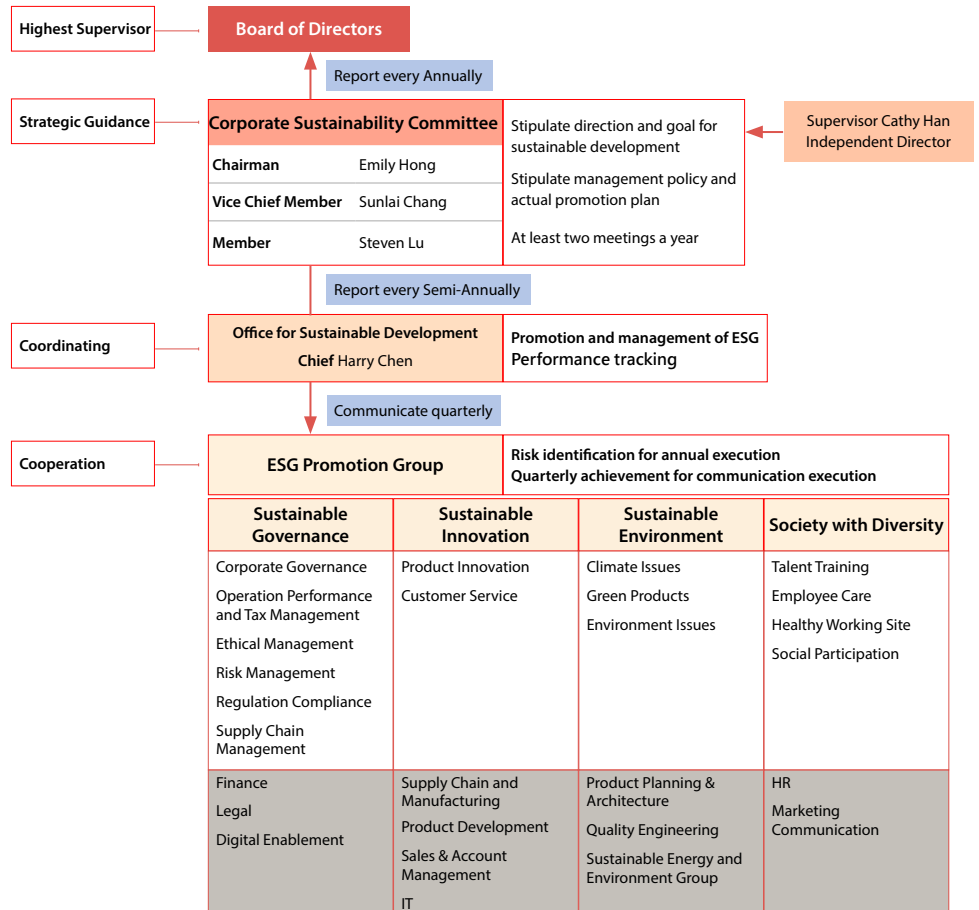 Highest Supervisor
Board of Directors
Report every Annually
Strategic Guidance
Corporate Sustainability Committee
Chairman Emily Hong
Vice Chief Member Sunlai Chang
Member Steven Lu
Stipulate direction and goal for
sustainable development
Stipulate management policy and
actual promotion plan
At least two meetings a year
Supervisor Cathy Han
Independent Director
Report every Semi-Annually
Coordinating
Office for Sustainable Development
Chief Harry Chen
Promotion and management of ESG
Performance tracking
Communicate quarterly
Cooperation
ESG Promotion Group
Risk identification for annual execution
Quarterly achievement for communication execution
Sustainable
Governance
Corporate Governance
Operation Performance
and Tax Management
Ethical Management
Risk Management
Regulation Compliance
Supply Chain
Management
Finance
Legal
Digital Enablement
Sustainable
Innovation
Product Innovation
Customer Service
Supply Chain and
Manufacturing
Product Development
Sales & Account
Management
IT
Sustainable
Environment
Climate Issues
Green Products
Environment Issues
Product Planning &
Architecture
Quality Engineering
Sustainable Energy and
Environment Group
Society with Diversity
Talent Training
Employee Care
Healthy Working Site
Social Participation
HR
Marketing
Communication